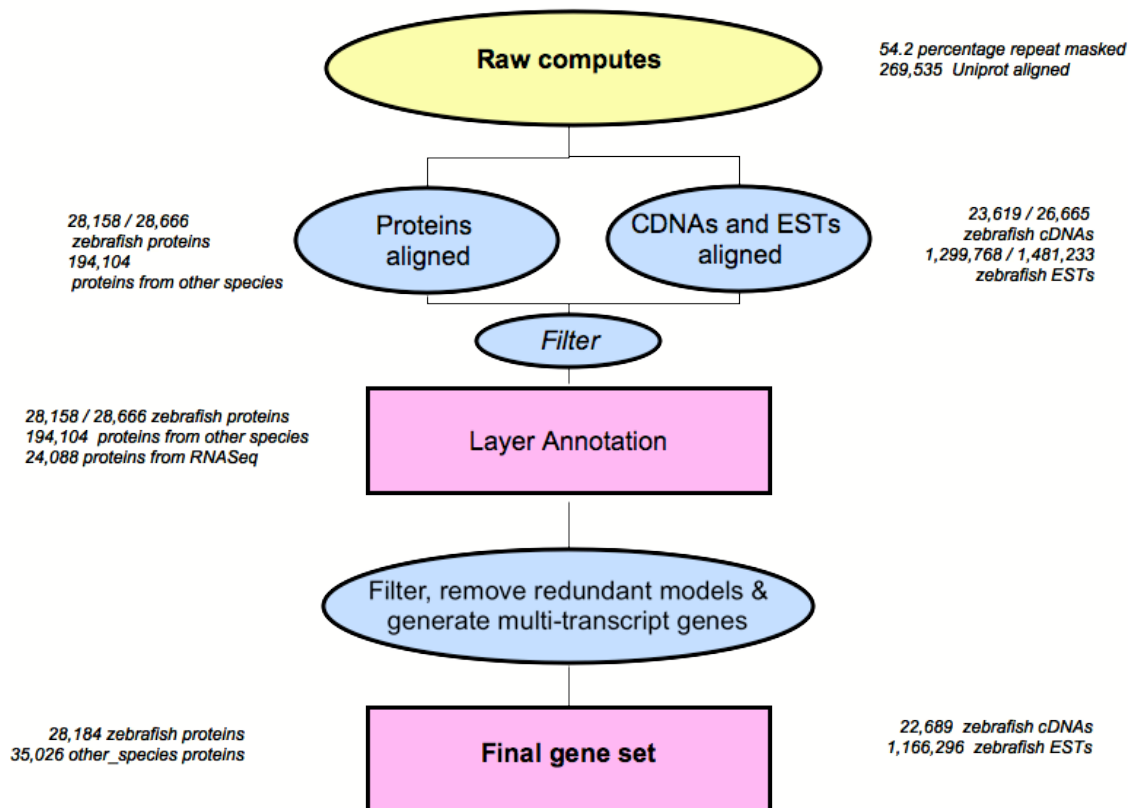 Raw computes
54.2 percentage repeat masked
269,535 Uniprot aligned
28,158 / 28,666
zebrafish proteins
194,104
proteins from other species
Proteins
aligned
CDNAs and ESTs
aligned
23,619 / 26,665
zebrafish cDNAs
1,299,768 / 1,481,233
zebrafish ESTs
Filter
28,158 / 28,666 zebrafish proteins
194,104 proteins from other species
24,088 proteins from RNASeq
Layer Annotation
Filter, remove redundant models &
generate multi-transcript genes
28,184 zebrafish proteins
35,026 other_species proteins
Final gene set
22,689 zebrafish cDNAs
1,166,296 zebrafish ESTs